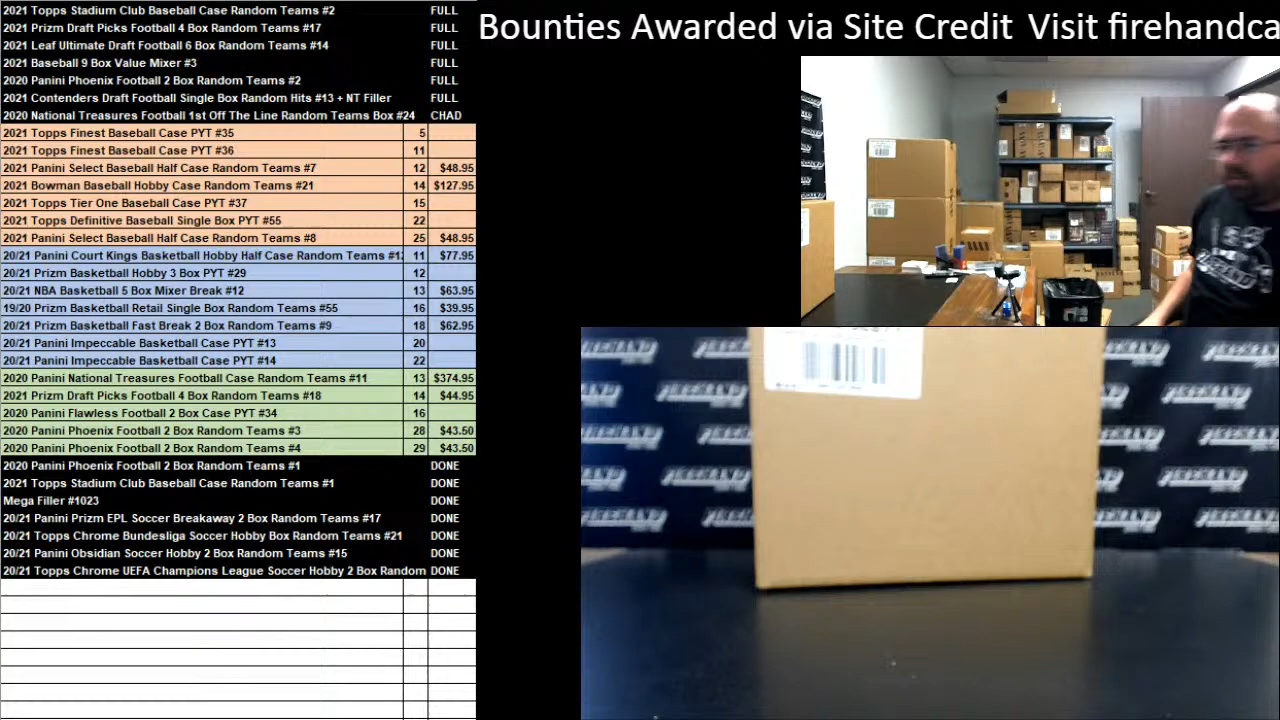 2021 Topps Stadium Club Baseball Case Random Teams #2 FULL
2021 Prizm Draft Picks Football 4 Box Random Teams #17 FULL
2021 Leaf Ultimate Draft Football 6 Box Random Teams #14 FULL
2021 Baseball 9 Box Value Mixer #3 FULL
2020 Panini Phoenix Football 2 Box Random Teams #2 FULL
2021 Contenders Draft Football Single Box Random Hits #13 + NT Filler FULL
2020 National Treasures Football 1st Off The Line Random Teams Box #24 CHAD
2021 Topps Finest Baseball Case PYT #35 5
2021 Topps Finest Baseball Case PYT #36 11
2021 Panini Select Baseball Half Case Random Teams #7 12 $48.95
2021 Bowman Baseball Hobby Case Random Teams #21 14 $127.95
2021 Topps Tier One Baseball Case PYT #37 15
2021 Topps Definitive Baseball Single Box PYT #55 22
2021 Panini Select Baseball Half Case Random Teams #8 25 $48.95
20/21 Panini Court Kings Basketball Hobby Half Case Random Teams 11 $77.95
20/21 Prizm Basketball Hobby 3 Box PYT #29 12
20/21 NBA Basketball 5 Box Mixer Break #12 13 $63.95
19/20 Prizm Basketball Retail Single Box Random Teams #55 16 $39.95
20/21 Prizm Basketball Fast Break 2 Box Random Teams #9 18 $62.95
20/21 Panini Impeccable Basketball Case PYT #13 20
20/21 Panini Impeccable Basketball Case PYT #14 22
2020 Panini National Treasures Football Case Random Teams #11 13 $374.95
2021 Prizm Draft Picks Football 4 Box Random Teams #18 14 $44.95
2020 Panini Flawless Football 2 Box Case PYT #34 16
2020 Panini Phoenix Football 2 Box Random Teams #3 28 $43.50
2020 Panini Phoenix Football 2 Box Random Teams #4 29 $43.50
2020 Panini Phoenix Football 2 Box Random Teams #1 DONE
2021 Topps Stadium Club Baseball Case Random Teams #1 DONE
Mega Filler #1023 DONE
20/21 Panini Prizm EPL Soccer Breakaway 2 Box Random Teams #17 DONE
20/21 Topps Chrome Bundesliga Soccer Hobby Box Random Teams #21 DONE
20/21 Panini Obsidian Soccer Hobby 2 Box Random Teams #15 DONE
20/21 Topps Chrome UEFA Champions League Soccer Hobby 2 Box Random DONE
Bounties Awarded via Site Credit Visit firehandca